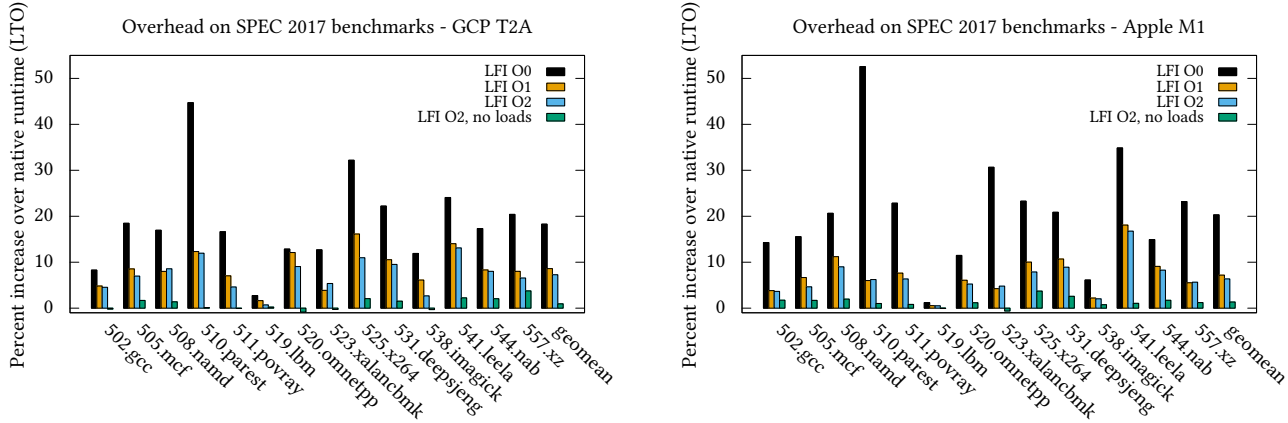 Overhead on SPEC 2017 benchmarks - GCP T2A
Percent increase over native runtime (LTO)
50
40
30
20
10
0
LFI O0
LFI O1
LFI O2
LFI O2, no loads
502.gcc
505.mcf
508.namd
510.parest
511.povray
519.lbm
520.omnetpp
523.xalancbmk
525.x264
531.deepsjeng
538.imagick
541.leela
544.nab
557.xz
geomean
Overhead on SPEC 2017 benchmarks - Apple M1
Percent increase over native runtime (LTO)
50
40
30
20
10
0
LFI O0
LFI O1
LFI O2
LFI O2, no loads
502.gcc
505.mcf
508.namd
510.parest
511.povray
519.lbm
520.omnetpp
523.xalancbmk
525.x264
531.deepsjeng
538.imagick
541.leela
544.nab
557.xz
geomean